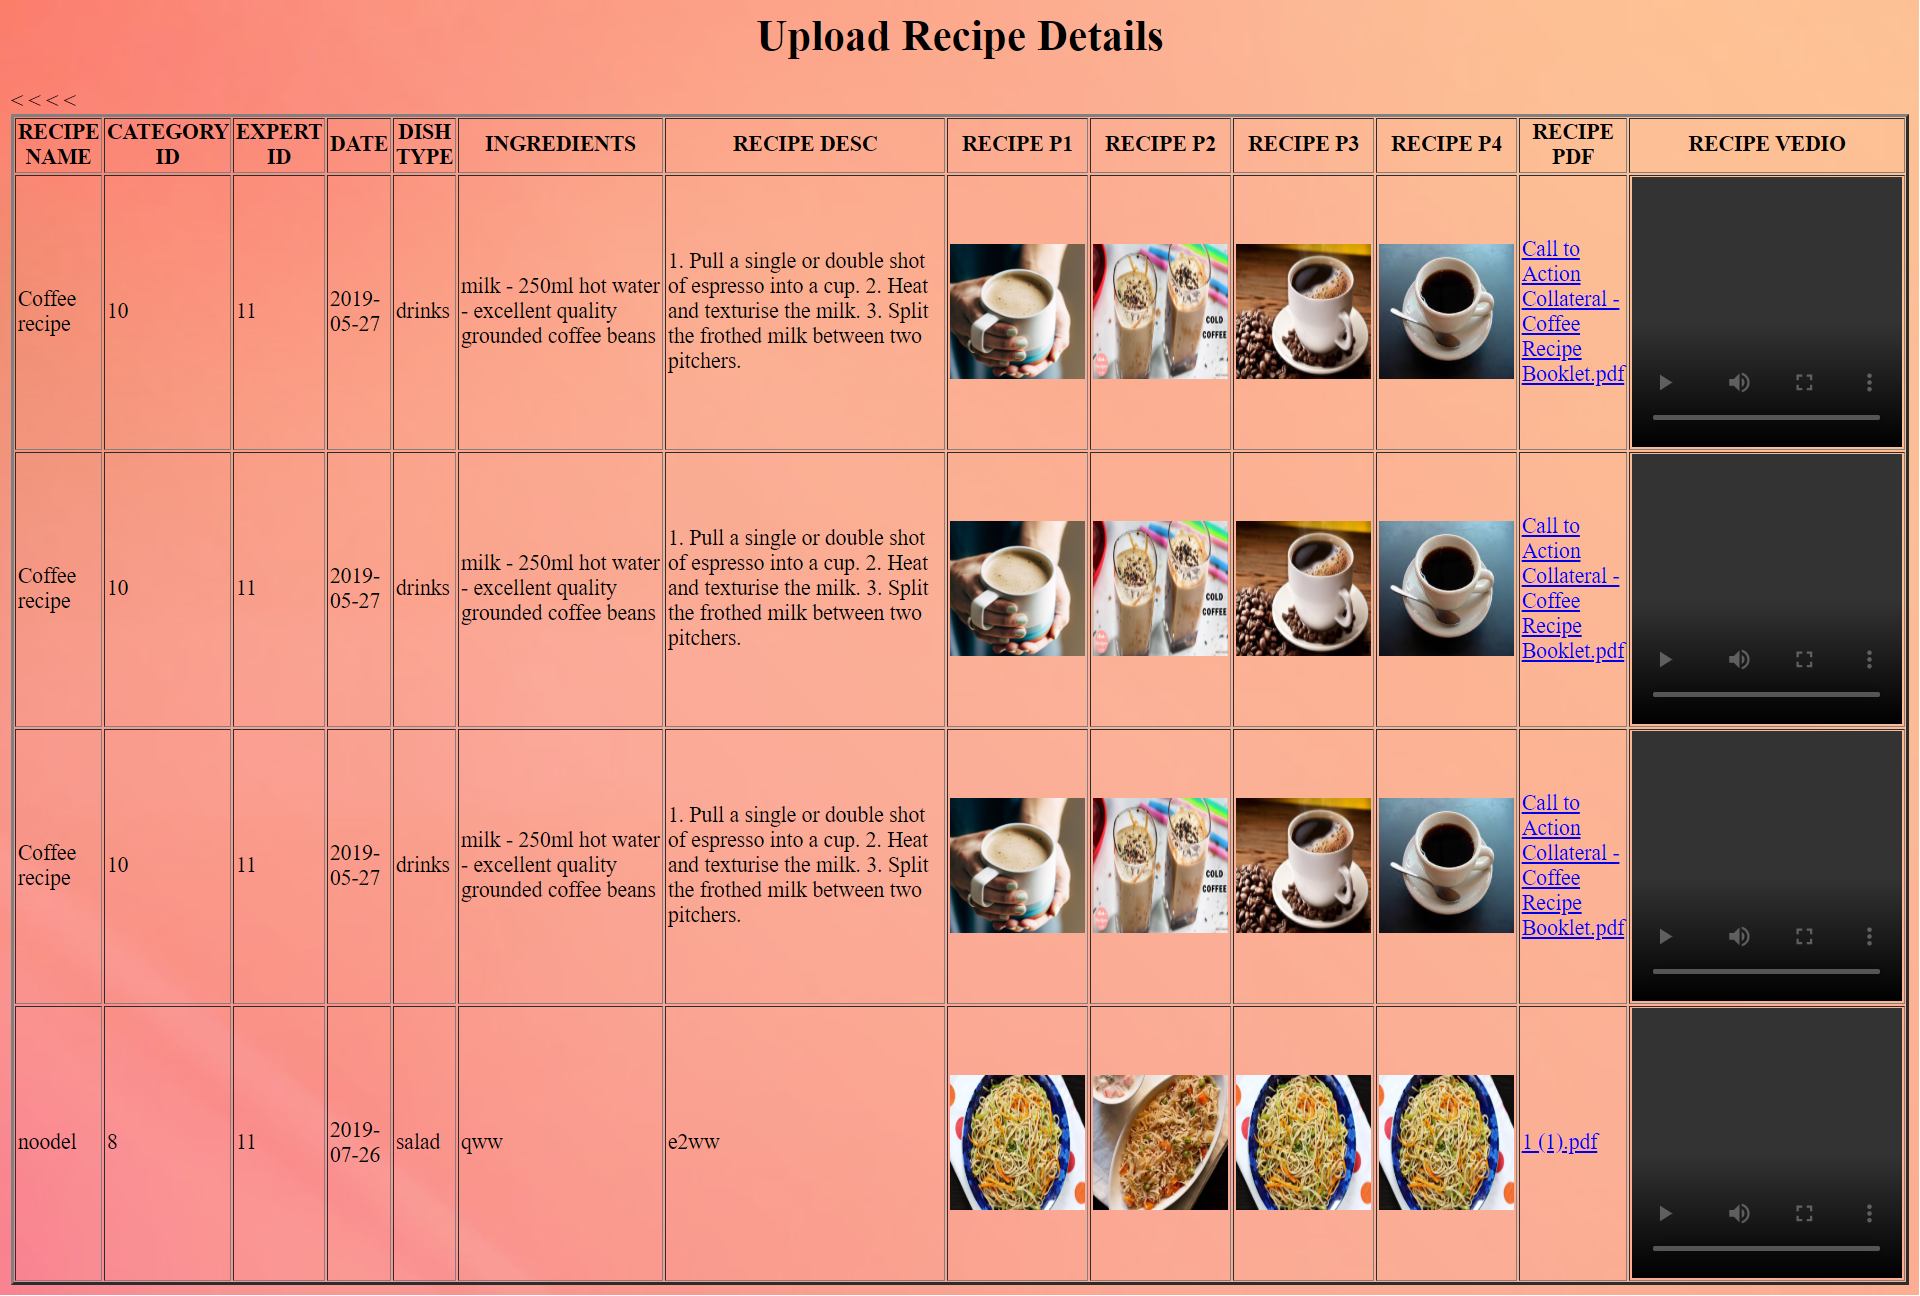 Upload Recipe Details
< < < <
RECIPE NAME
CATEGORY ID
EXPERT ID
DATE
DISH TYPE
INGREDIENTS
RECIPE DESC
RECIPE P1
RECIPE P2
RECIPE P3
RECIPE P4
RECIPE PDF
RECIPE VEDIO
Coffee
recipe
10
11
2019-
05-27
drinks
milk - 250ml hot water
- excellent quality
grounded coffee beans
1. Pull a single or double shot
of espresso into a cup. 2. Heat
and texturise the milk. 3. Split
the frothed milk between two
pitchers.
COLD
COFFEE
Call to
Action
Collateral -
Coffee
Recipe
Booklet.pdf
Coffee
recipe
10
11
2019-
05-27
drinks
milk - 250ml hot water
- excellent quality
grounded coffee beans
1. Pull a single or double shot
of espresso into a cup. 2. Heat
and texturise the milk. 3. Split
the frothed milk between two
pitchers.
COLD
COFFEE
Call to
Action
Collateral -
Coffee
Recipe
Booklet.pdf
Coffee
recipe
10
11
2019-
05-27
drinks
milk - 250ml hot water
- excellent quality
grounded coffee beans
1. Pull a single or double shot
of espresso into a cup. 2. Heat
and texturise the milk. 3. Split
the frothed milk between two
pitchers.
COLD
COFFEE
Call to
Action
Collateral -
Coffee
Recipe
Booklet.pdf
noodel
8
11
2019-
07-26
salad
qww
e2ww
1 (1).pdf